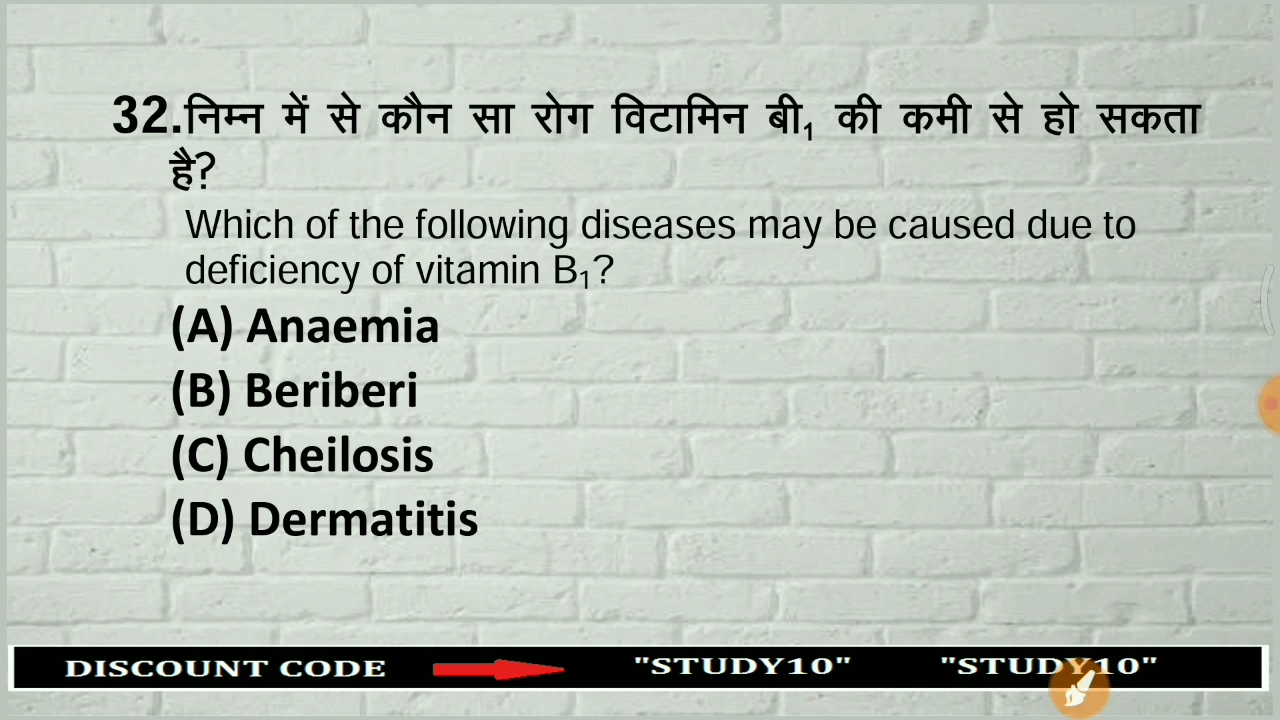 32.निम्न में से कौन सा रोग विटामिन बी₁ की कमी से हो सकता
है?
Which of the following diseases may be caused due to
deficiency of vitamin B₁?
(A) Anaemia
(B) Beriberi
(C) Cheilosis
(D) Dermatitis
DISCOUNT CODE "STUDY10" "STUDY10"